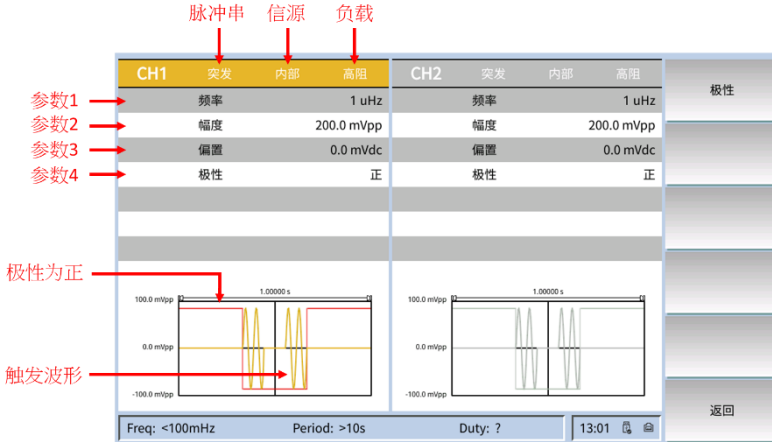 脉冲串 信源 负载
CH1 突发 内部 高阻 CH2 突发 内部 高阻 极性
参数1 频率 1 uHz 频率 1 uHz
参数2 幅度 200.0 mVpp 幅度 200.0 mVpp
参数3 偏置 0.0 mVdc 偏置 0.0 mVdc
参数4 极性 正 极性 正
极性为正
1.00000 s 1.00000 s
100.0 mVpp 100.0 mVpp
0.0 mVpp 0.0 mVpp
触发波形
-100.0 mVpp -100.0 mVpp
返回
Freq: <100mHz Period: >10s Duty: ? 13:01